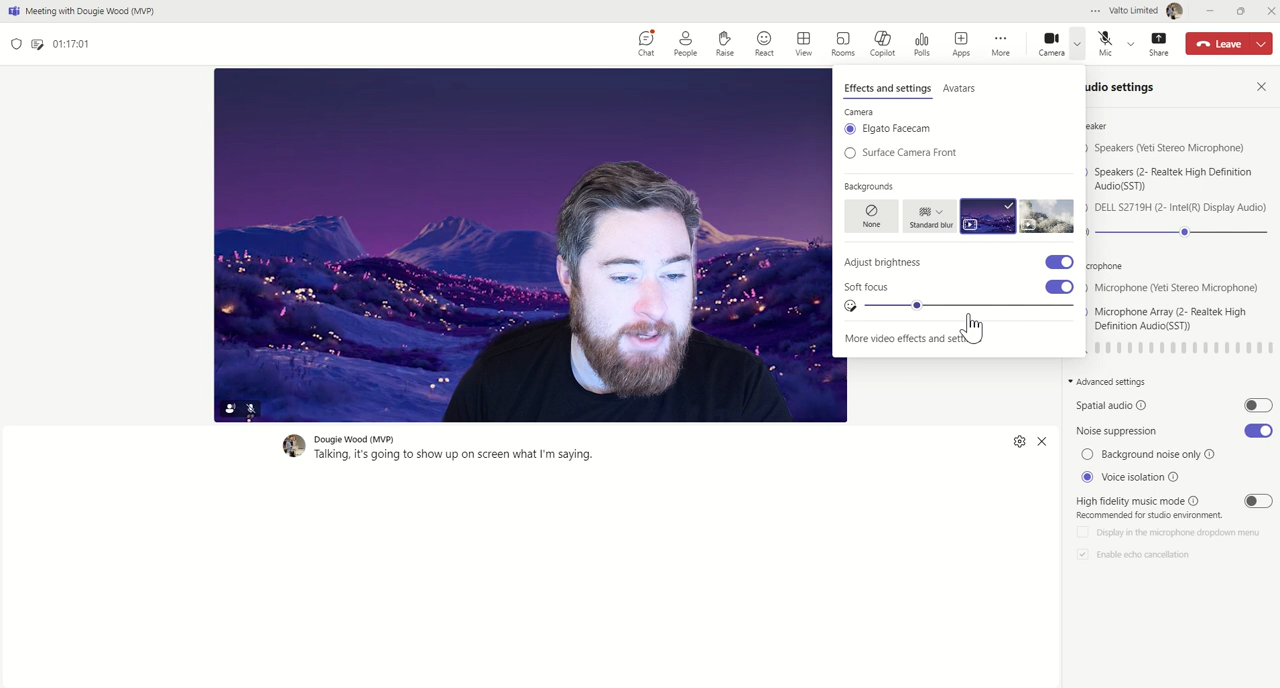 Meeting with Dougie Wood (MVP)
Valto Limited
01:17:01
Chat
People
Raise
React
View
Rooms
Copilot
Polls
Apps
More
Camera
Mic
Share
Leave
Effects and settings
Avatars
Camera
Elgato Facecam
Surface Camera Front
Backgrounds
None
Standard blur
Adjust brightness
Soft focus
More video effects and setti
udio settings
eaker
Speakers (Yeti Stereo Microphone)
Speakers (2- Realtek High Definition
Audio(SST))
DELL S2719H (2- Intel(R) Display Audio)
crophone
Microphone (Yeti Stereo Microphone)
Microphone Array (2- Realtek High
Definition Audio(SST))
Advanced settings
Spatial audio
Noise suppression
Background noise only
Voice isolation
High fidelity music mode
Recommended for studio environment.
Display in the microphone dropdown menu
Enable echo cancellation
Dougie Wood (MVP)
Talking, it's going to show up on screen what I'm saying.